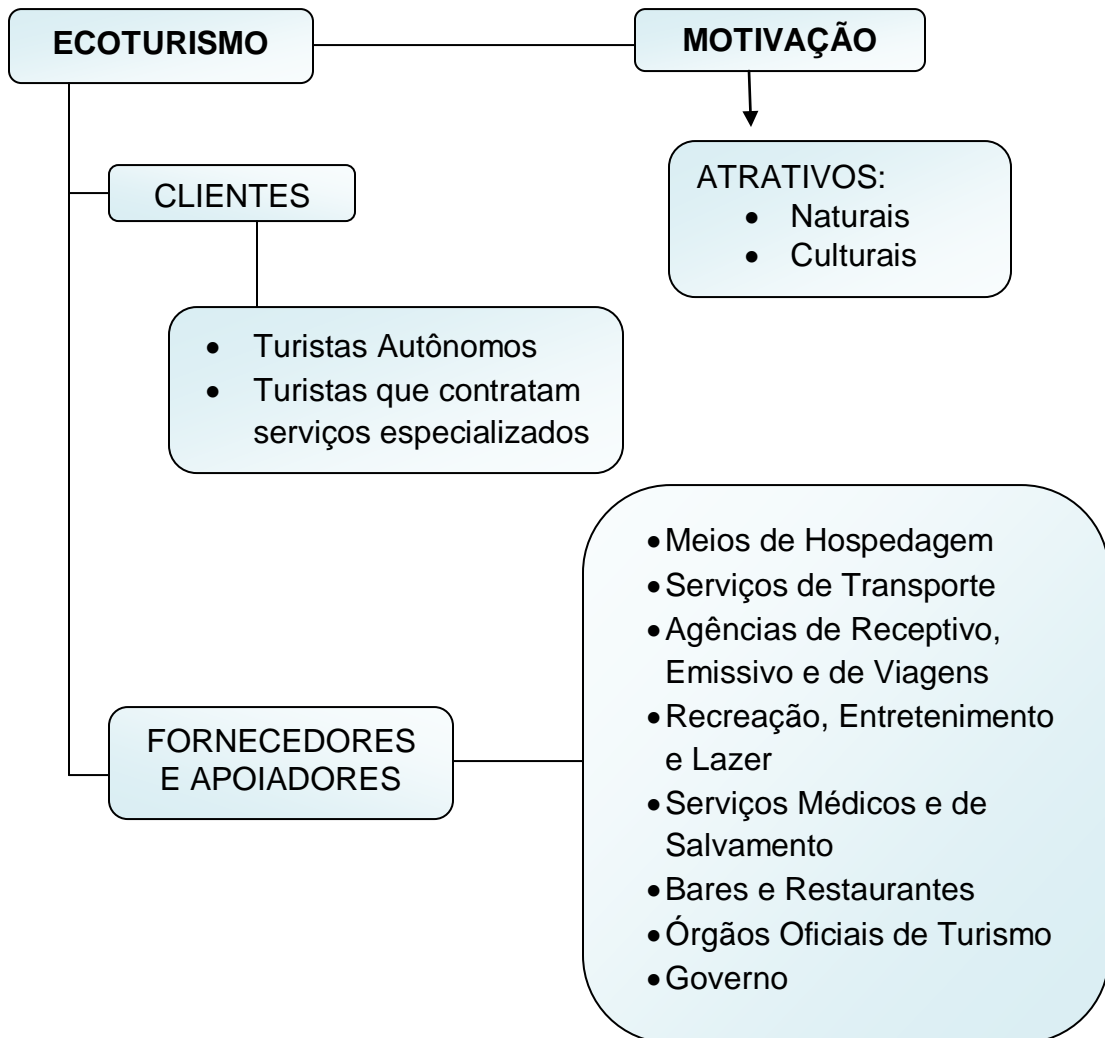 ECOTURISMO
MOTIVAÇÃO
ATRATIVOS:
• Naturais
• Culturais
CLIENTES
• Turistas Autônomos
• Turistas que contratam
serviços especializados
FORNECEDORES
E APOIADORES
• Meios de Hospedagem
• Serviços de Transporte
• Agências de Receptivo,
Emissivo e de Viagens
• Recreação, Entretenimento
e Lazer
• Serviços Médicos e de
Salvamento
• Bares e Restaurantes
• Órgãos Oficiais de Turismo
• Governo